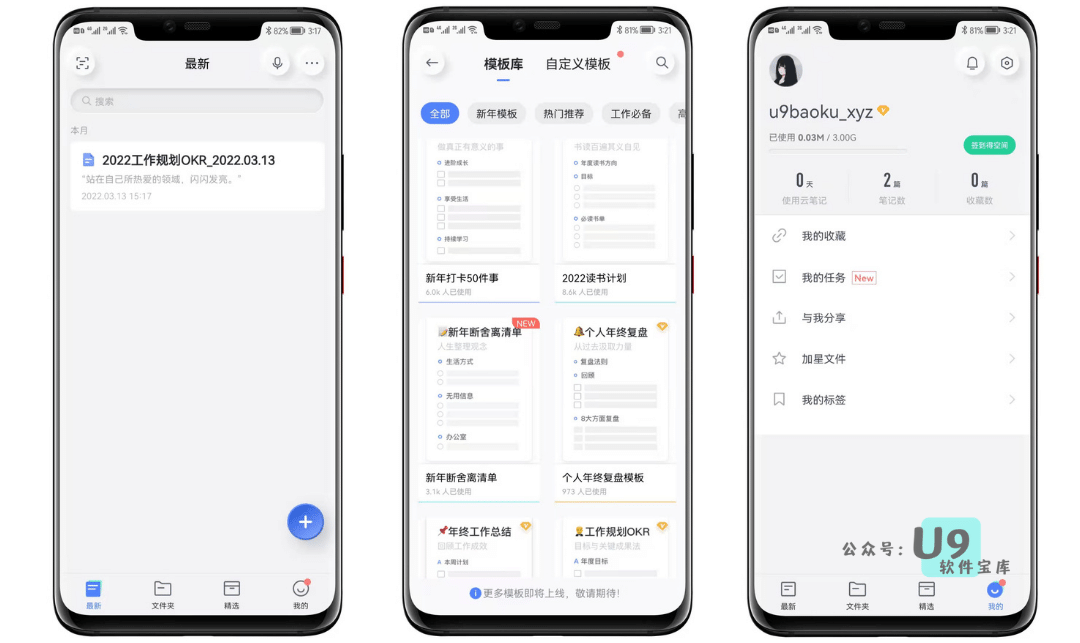 82% 3:17
最新
搜索
本月
2022工作规划OKR_2022.03.13
"站在自己所热爱的领域，闪闪发亮。"
2022.03.13 15:17
最新
文件夹
精选
我的
81% 3:21
模板库
自定义模板
全部
新年模板
热门推荐
工作必备
做真正有意义的事
进阶成长
享受生活
持续学习
新年打卡50件事
6.0k 人已使用
书读百遍其义自见
年度读书方向
目标
必读书单
2022读书计划
8.6k 人已使用
NEW
新年断舍离清单
人生整理观念
生活方式
无用信息
办公室
新年断舍离清单
3.1k 人已使用
个人年终复盘
从过去汲取力量
复盘法则
回顾
8大方面复盘
个人年终复盘模板
973 人已使用
年终工作总结
回顾工作成效
A 本周计划
工作规划OKR
目标与关键成果法
A 年度目标
更多模板即将上线，敬请期待！
81% 3:21
u9baoku_xyz
已使用 0.03M / 3.00G
签到得空间
0天
使用云笔记
2篇
笔记数
0篇
收藏数
我的收藏
我的任务 New
与我分享
加星文件
我的标签
公众号：U9
软件宝库
最新
文件夹
精选
我的